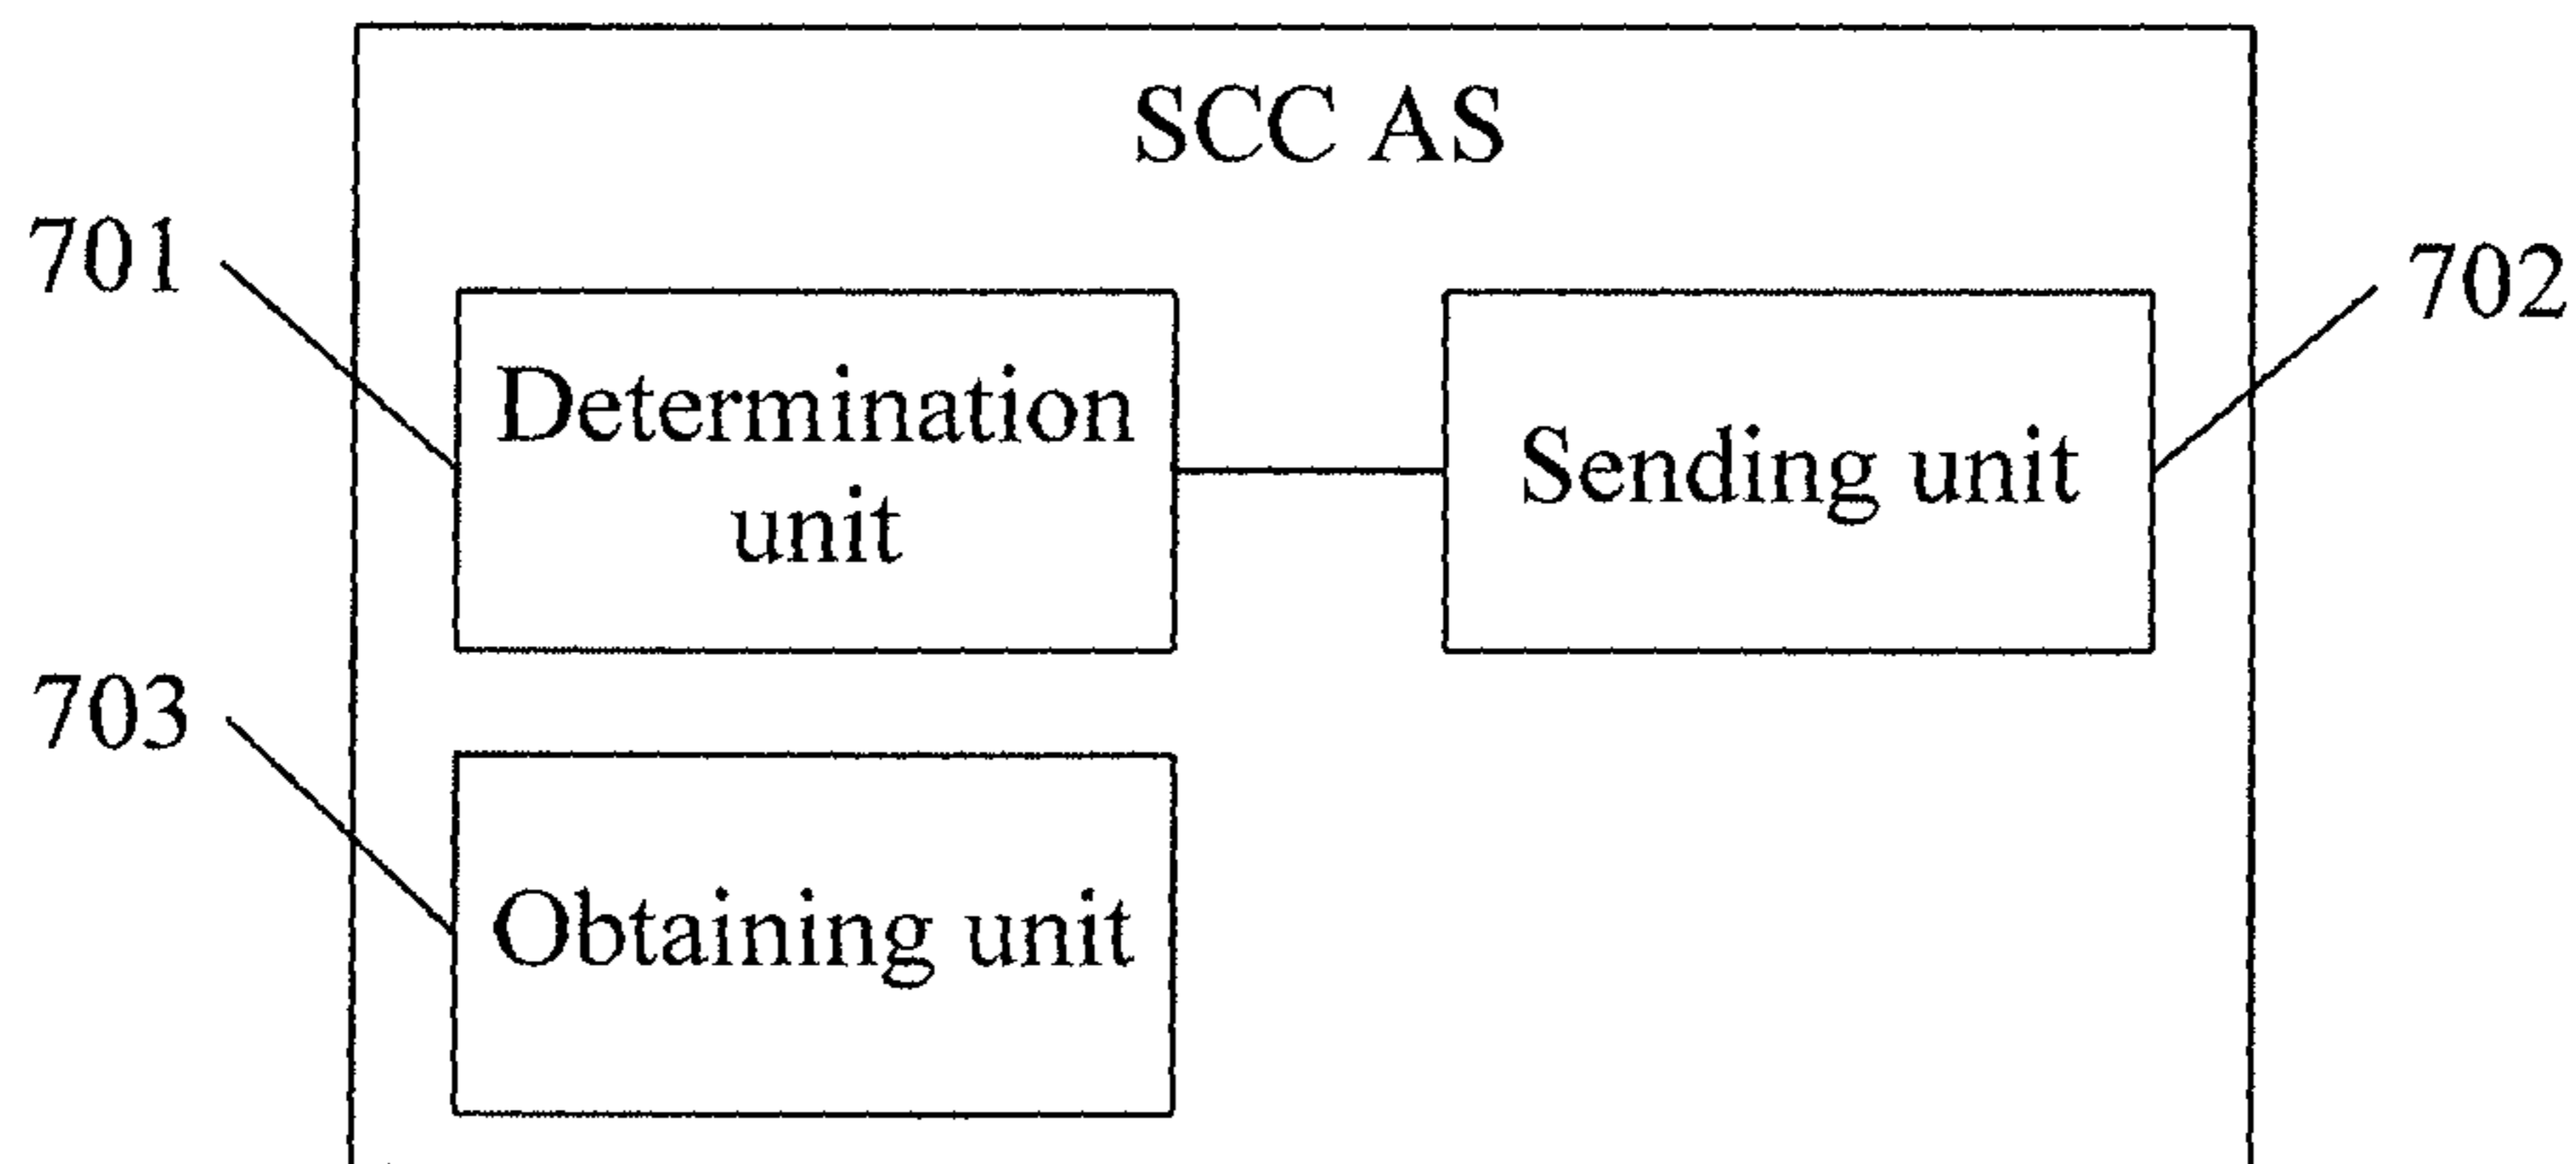 SCC AS
701
702
Determination
unit
Sending unit
703
Obtaining unit